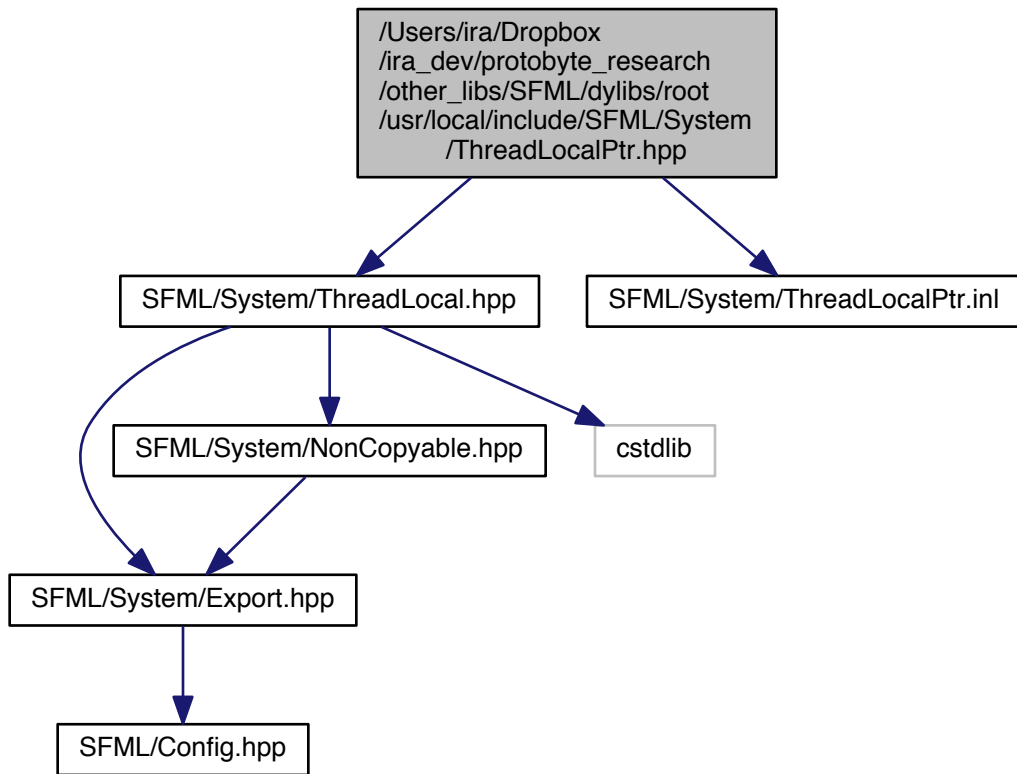 /Users/ira/Dropbox
/ira_dev/protobyte_research
/other_libs/SFML/dylibs/root
/usr/local/include/SFML/System
/ThreadLocalPtr.hpp
SFML/System/ThreadLocal.hpp
SFML/System/ThreadLocalPtr.inl
SFML/System/NonCopyable.hpp
cstdlib
SFML/System/Export.hpp
SFML/Config.hpp